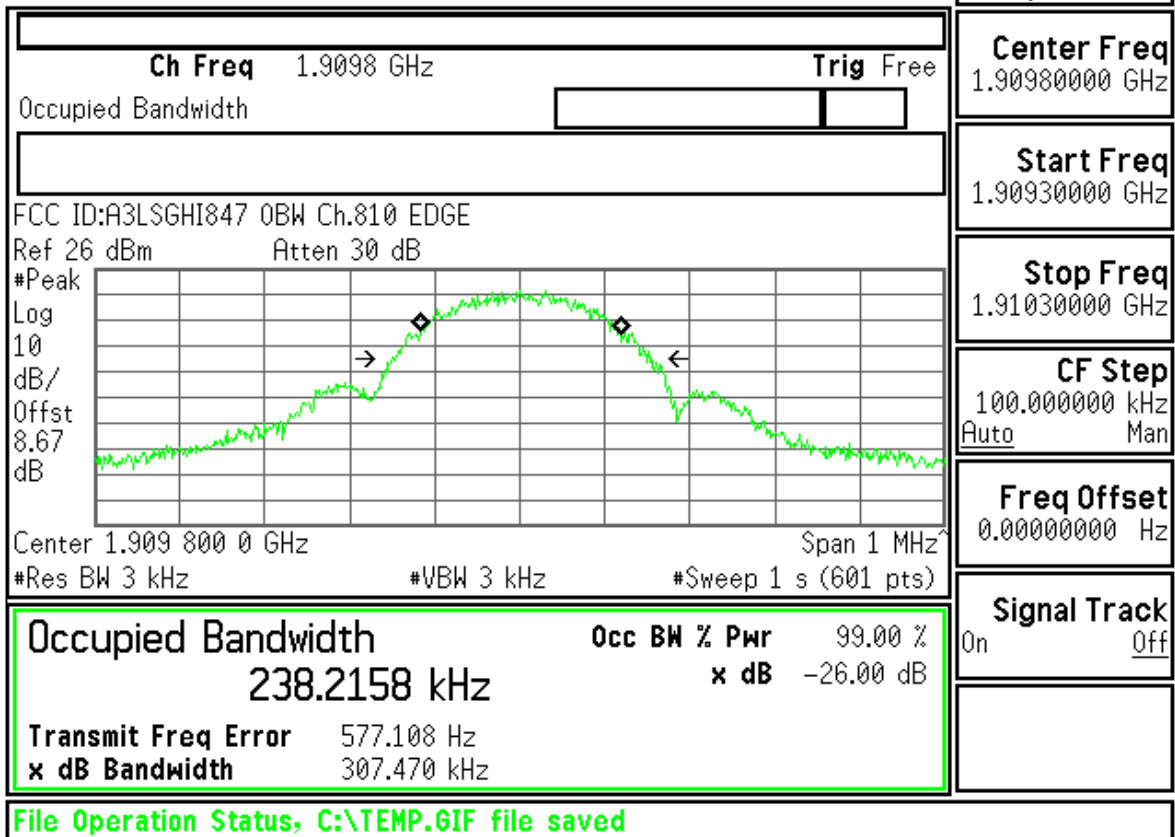 Ch Freq 1.9098 GHz Trig Free
Occupied Bandwidth
FCC ID:A3LSGHI847 OBW Ch.810 EDGE
Ref 26 dBm Atten 30 dB
#Peak
Log
10
dB/
Offst
8.67
dB
Center 1.909 800 0 GHz Span 1 MHz^
#Res BW 3 kHz #VBW 3 kHz #Sweep 1 s (601 pts)
Occupied Bandwidth
238.2158 kHz
Occ BW % Pwr 99.00 %
x dB -26.00 dB
Transmit Freq Error 577.108 Hz
x dB Bandwidth 307.470 kHz
File Operation Status, C:\TEMP.GIF file saved
Center Freq
1.90980000 GHz
Start Freq
1.90930000 GHz
Stop Freq
1.91030000 GHz
CF Step
100.000000 kHz
Auto Man
Freq Offset
0.00000000 Hz
Signal Track
On Off